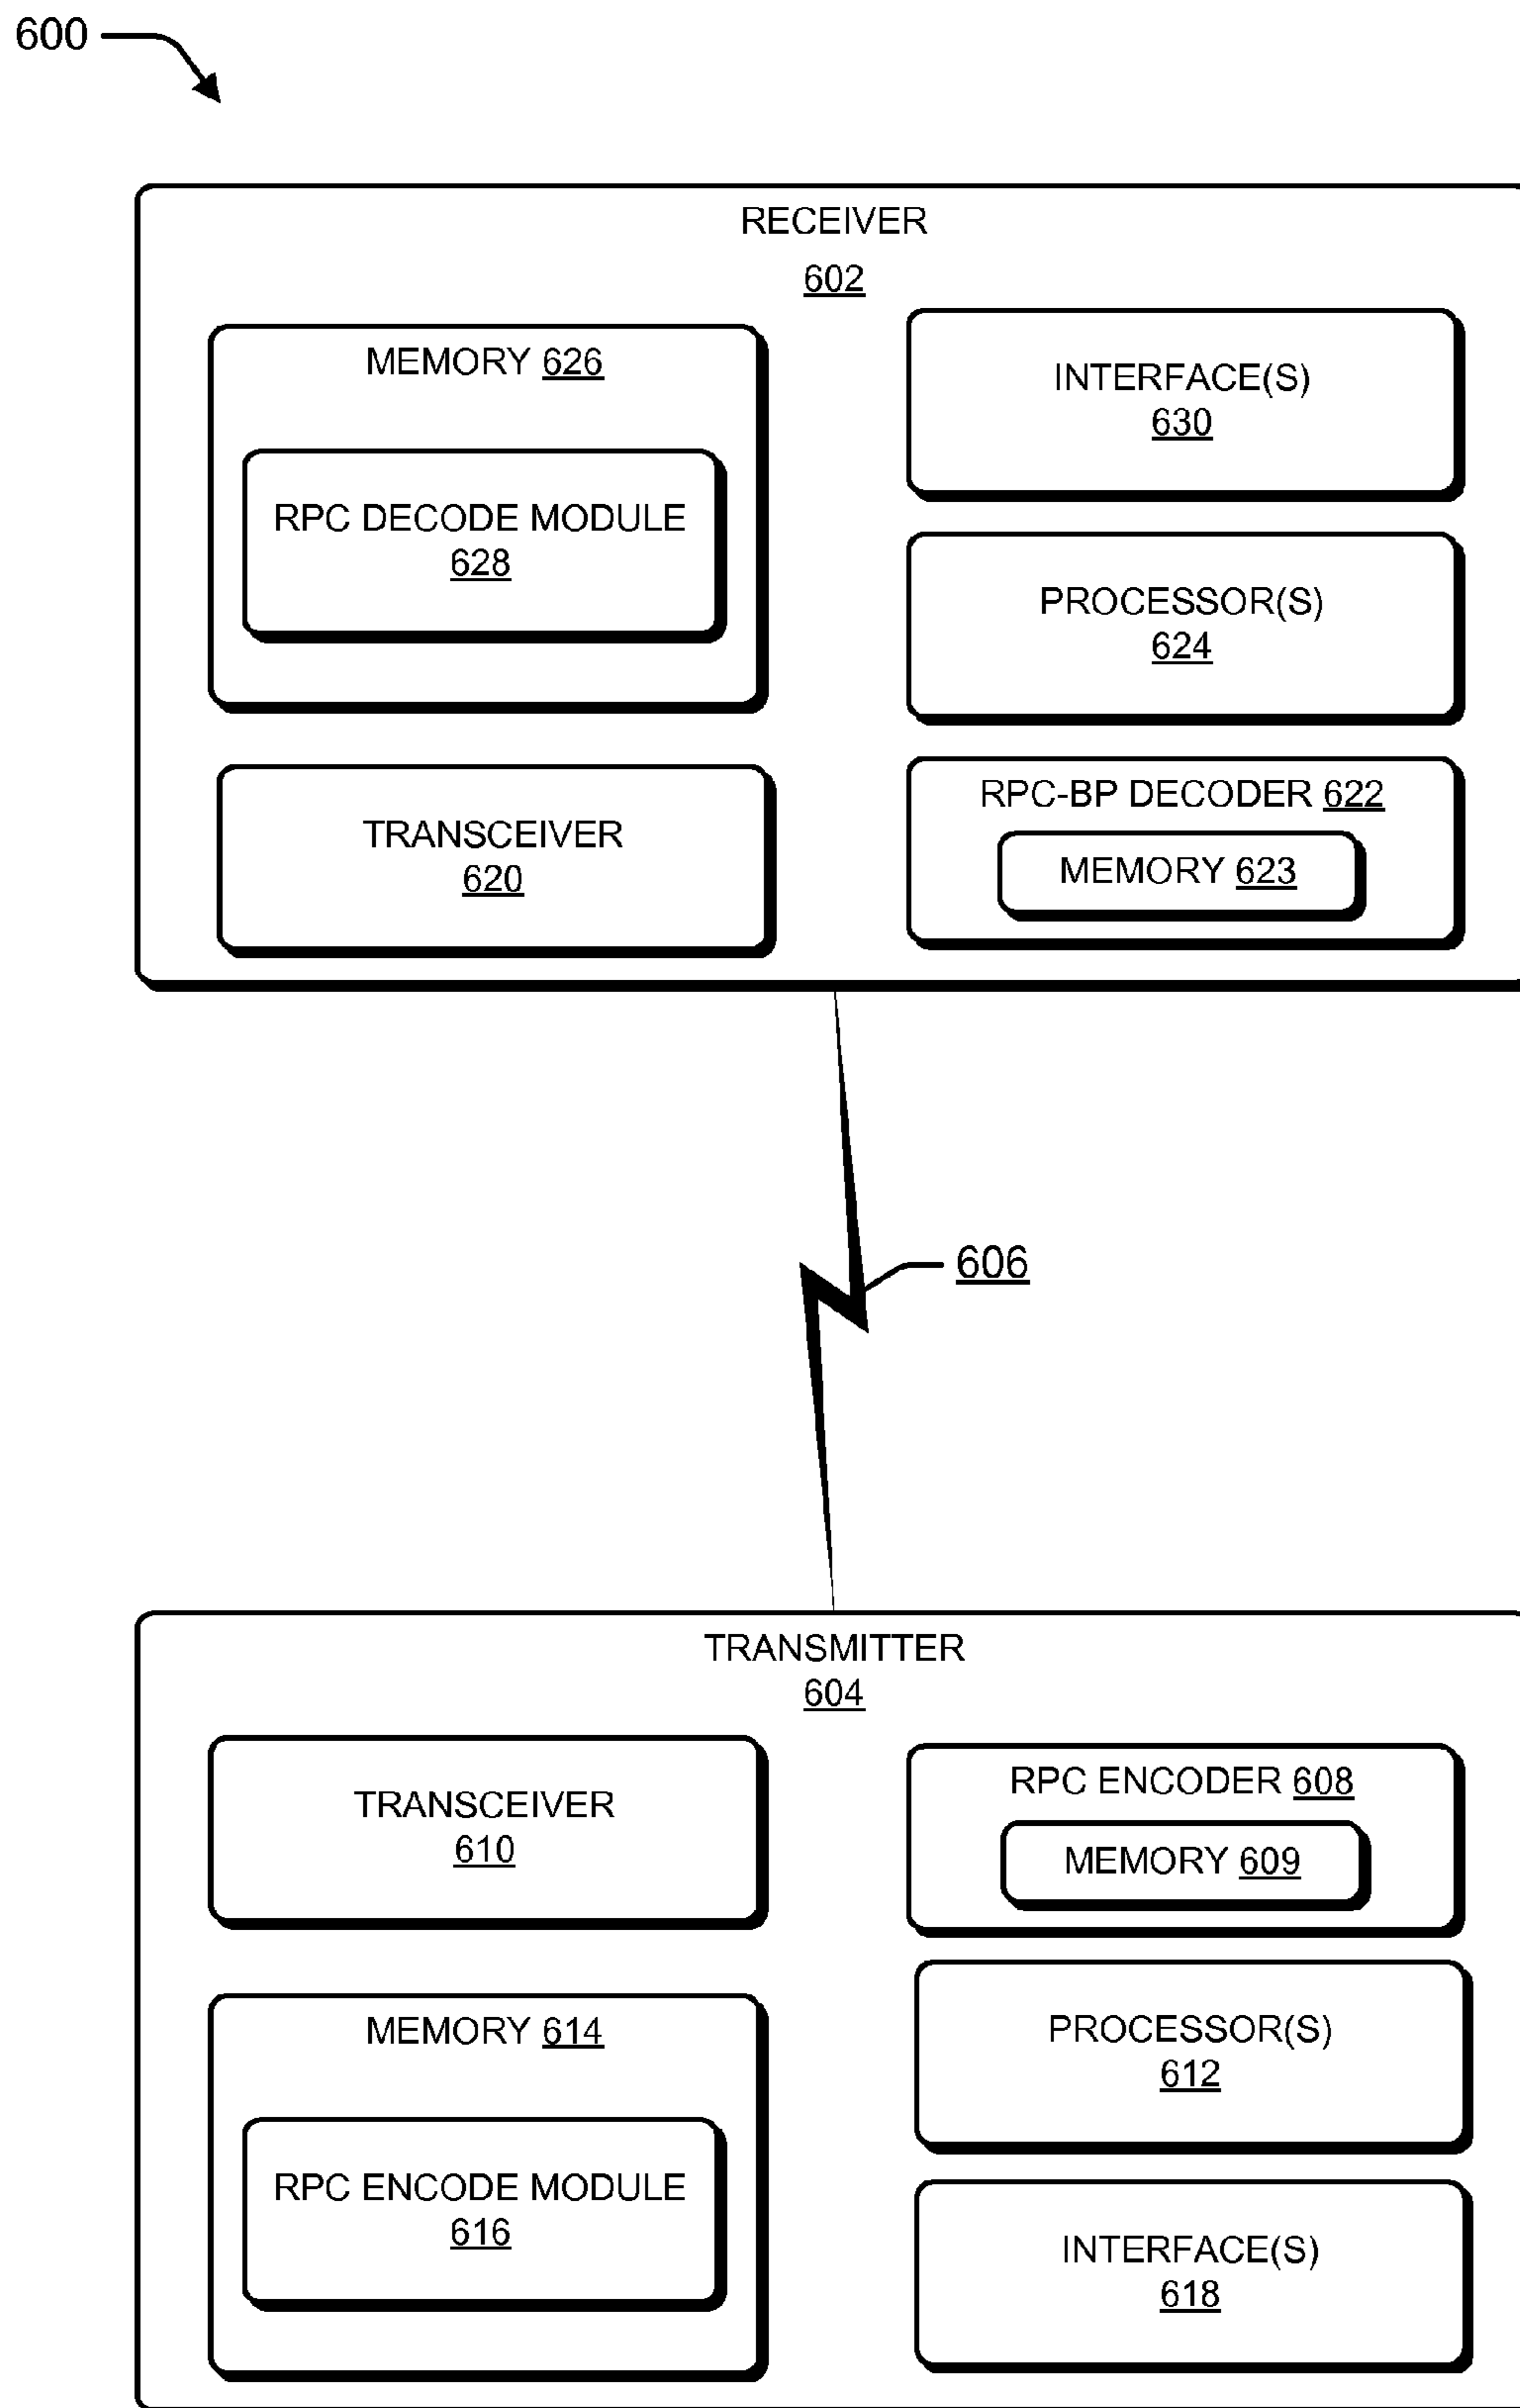 600
RECEIVER
602
MEMORY 626
RPC DECODE MODULE
628
INTERFACE(S)
630
PROCESSOR(S)
624
TRANSCEIVER
620
RPC-BP DECODER 622
MEMORY 623
606
TRANSMITTER
604
TRANSCEIVER
610
RPC ENCODER 608
MEMORY 609
MEMORY 614
RPC ENCODE MODULE
616
PROCESSOR(S)
612
INTERFACE(S)
618